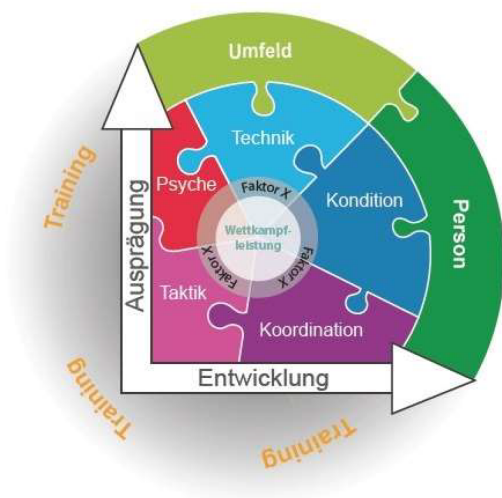 Umfeld
Technik
Psyche
Faktor X
Kondition
Person
Training
Ausprägung
Wettkampf-
leistung
Faktor X
Faktor X
Taktik
Koordination
Entwicklung
Training
Training